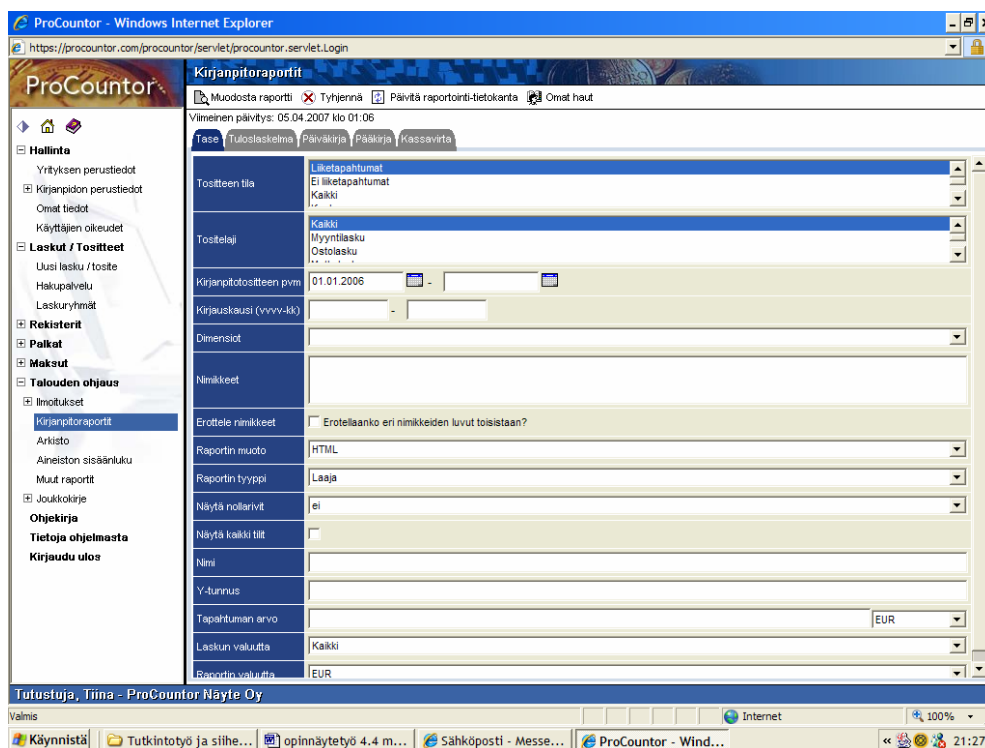 ProCountor - Windows Internet Explorer
https://procountor.com/procountor/servlet/procountor.servlet.Login
ProCountor
Kirjanpitoraportit
Muodosta raportti Tyhjennä Päivitä raportointi-tietokanta Omat haut
Viimeinen päivitys: 05.04.2007 klo 01:06
Tase Tuloslaskelma Päiväkirja Pääkirja Kassavirta
Hallinta
Yrityksen perustiedot
Kirjanpidon perustiedot
Omat tiedot
Käyttäjien oikeudet
Laskut / Tositteet
Uusi lasku / tosite
Hakupalvelu
Laskuryhmät
Rekisterit
Palkat
Maksut
Talouden ohjaus
Ilmoitukset
Kirjanpitoraportit
Arkisto
Aineiston sisäänluku
Muut raportit
Joukkokirje
Ohjekirja
Tietoja ohjelmasta
Kirjaudu ulos
Tositteen tila
Liiketapahtumat
Ei liiketapahtumat
Kaikki
Tositelaji
Kaikki
Myyntilasku
Ostolasku
Kirjanpitotositteen pvm 01.01.2006 -
Kirjauskausi (vvvv-kk) -
Dimensiot
Nimikkeet
Erottele nimikkeet Erotellaanko eri nimikkeiden luvut toisistaan?
Raportin muoto HTML
Raportin tyyppi Laaja
Näytä nollarivit ei
Näytä kaikki tilit
Nimi
Y-tunnus
Tapahtuman arvo EUR
Laskun valuutta Kaikki
Raportin valuutta EUR
Tutustuja, Tiina - ProCountor Näyte Oy
Valmis Internet 100%
Käynnistä Tutkintotyö ja siihe... opinnäytetyö 4.4 m... Sähköposti - Messe... ProCountor - Wind... « 21:27